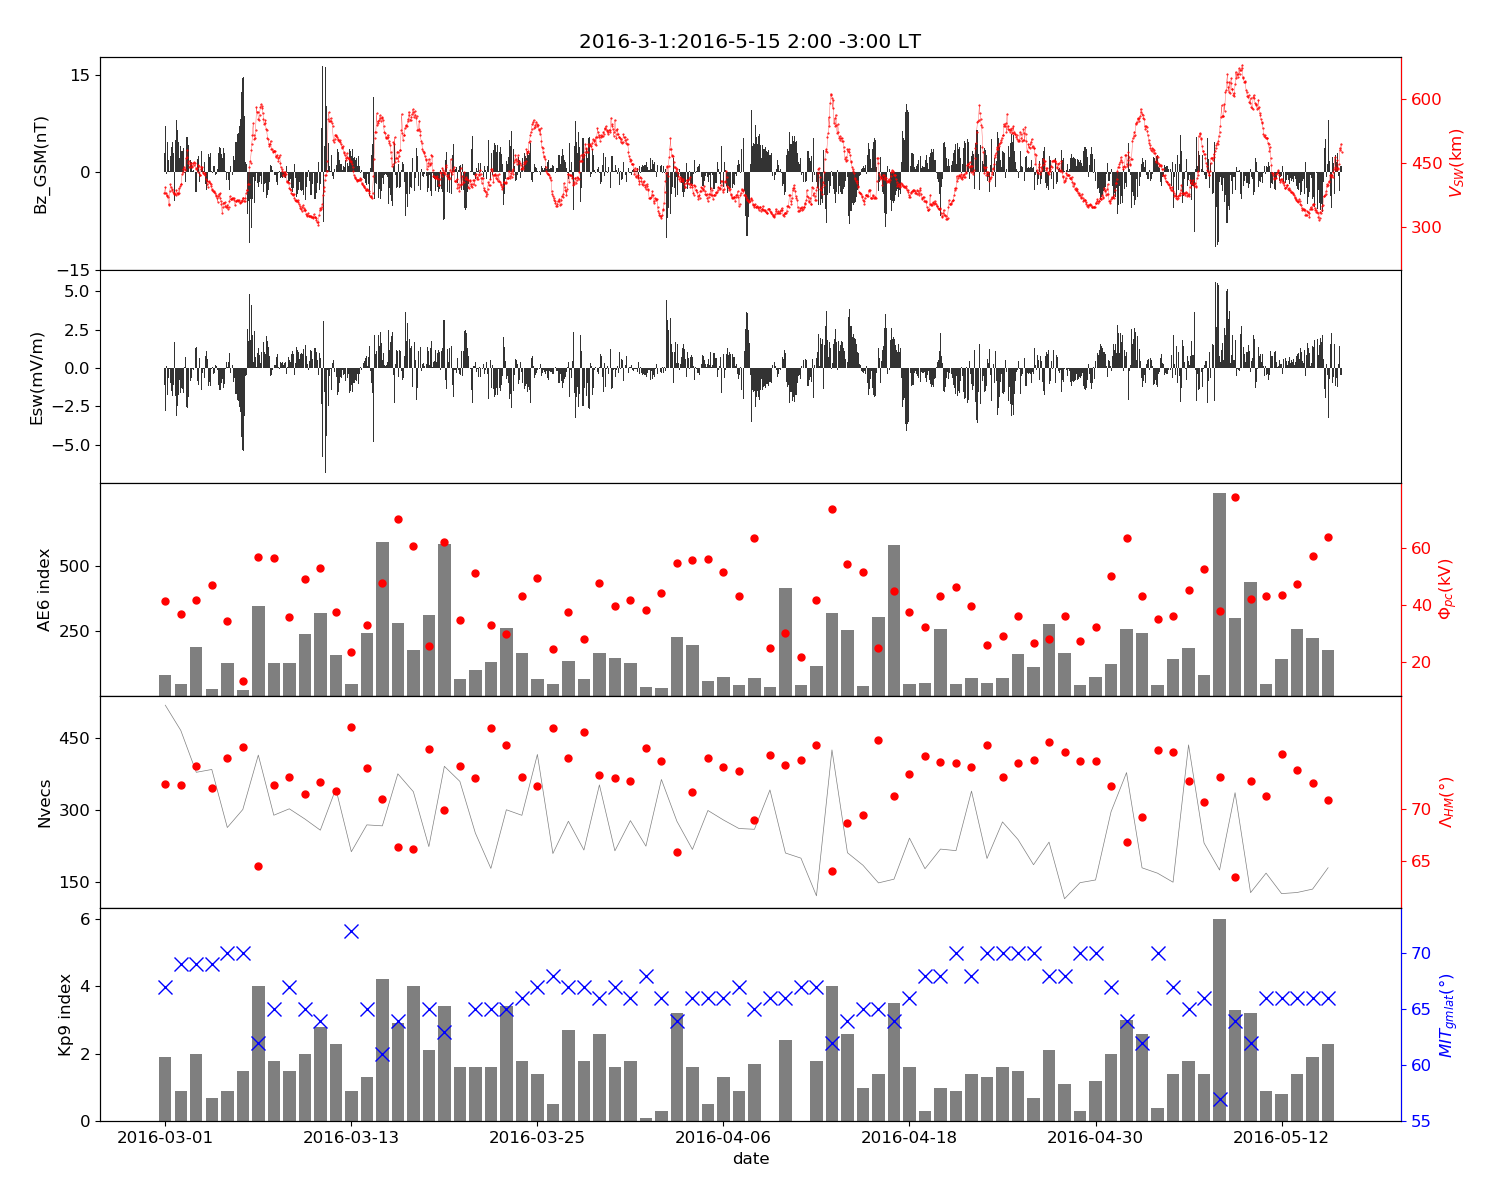 2016-3-1:2016-5-15 2:00 -3:00 LT
15
0
−15
Bz_GSM(nT)
600
450
300
V_SW(km)
5.0
2.5
0.0
−2.5
−5.0
Esw(mV/m)
500
250
AE6 index
60
40
20
Φ_pc(kV)
450
300
150
Nvecs
70
65
Λ_HM(°)
6
4
2
0
Kp9 index
70
65
60
55
MIT_gmlat(°)
2016-03-01 2016-03-13 2016-03-25 2016-04-06 2016-04-18 2016-04-30 2016-05-12
date